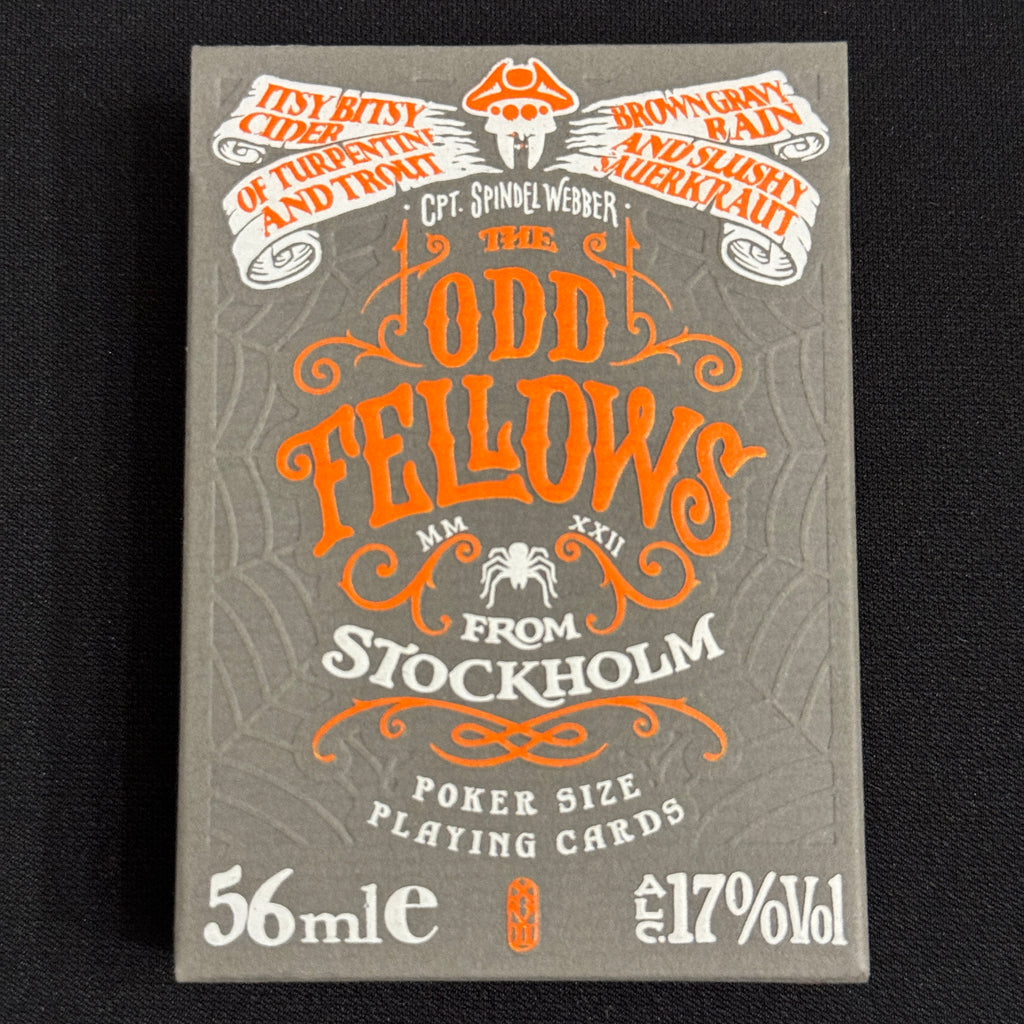 ITSY BITSY
CIDER
OF TURPENTINE
AND TROUT
BROWN GRAVY
RAIN
AND SLUSHY
SAUERKRAUT
· CPT. SPINDEL WEBBER ·
THE
ODD
FELLOWS
MM XXII
FROM
STOCKHOLM
POKER SIZE
PLAYING CARDS
56mle
ALC. 17%Vol